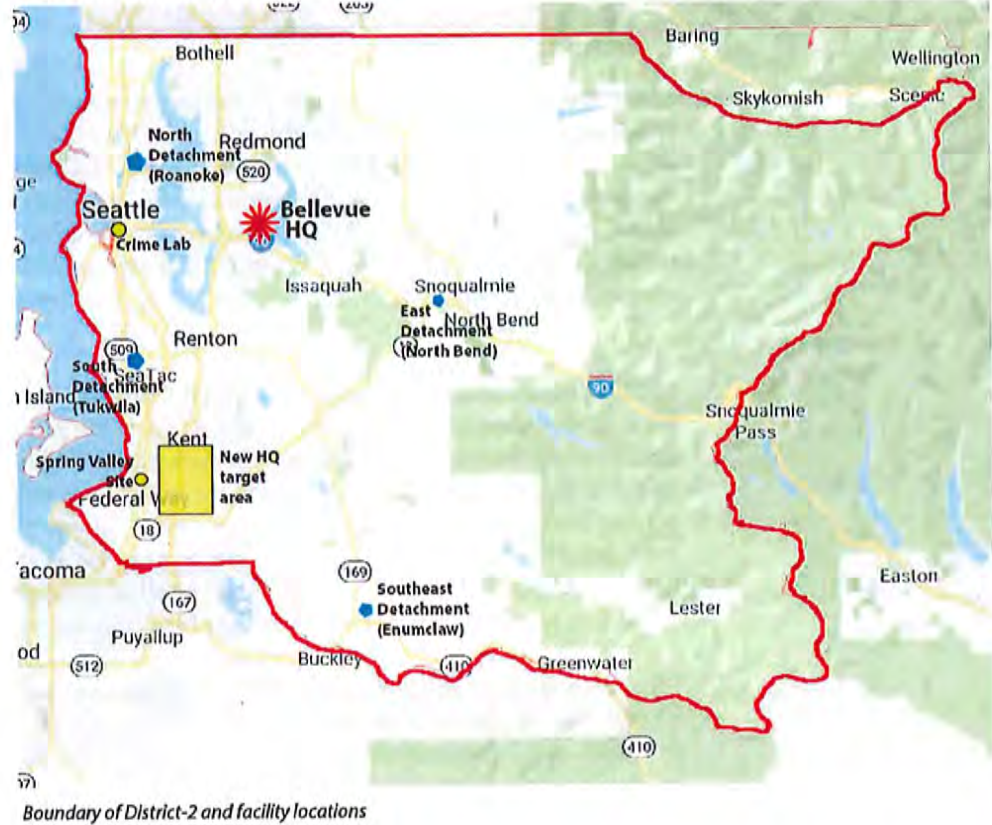 Baring
Bothell
Wellington
Skykomish
Scenic
North
Detachment
(Roanoke)
Redmond
520
Seattle
Bellevue
HQ
Crime Lab
Issaquah
Snoqualmie
East
Detachment
(North Bend)
North Bend
Renton
509
SeaTac
South
Detachment
(Tukwila)
Island
90
Snoqualmie
Pass
Kent
Spring Valley
Site
New HQ
target
area
Federal Way
18
acoma
169
Southeast
Detachment
(Enumclaw)
Easton
167
Lester
Puyallup
od
512
Buckley
410
Greenwater
410
Boundary of District-2 and facility locations